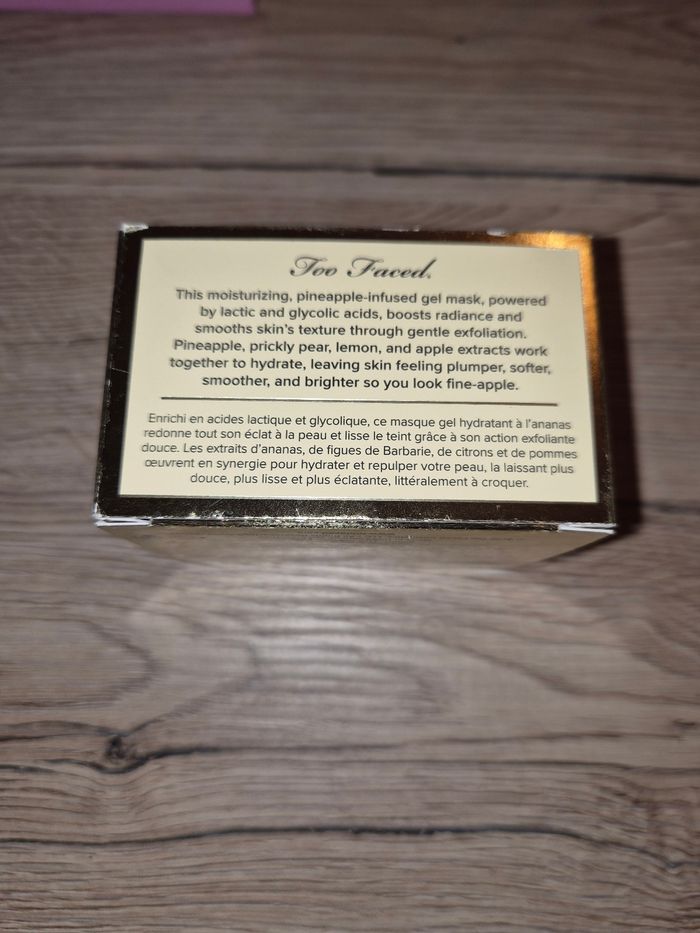 Too Faced.
This moisturizing, pineapple-infused gel mask, powered
by lactic and glycolic acids, boosts radiance and
smooths skin's texture through gentle exfoliation.
Pineapple, prickly pear, lemon, and apple extracts work
together to hydrate, leaving skin feeling plumper, softer,
smoother, and brighter so you look fine-apple.
Enrichi en acides lactique et glycolique, ce masque gel hydratant à l'ananas
redonne tout son éclat à la peau et lisse le teint grâce à son action exfoliante
douce. Les extraits d'ananas, de figues de Barbarie, de citrons et de pommes
œuvrent en synergie pour hydrater et repulper votre peau, la laissant plus
douce, plus lisse et plus éclatante, littéralement à croquer.